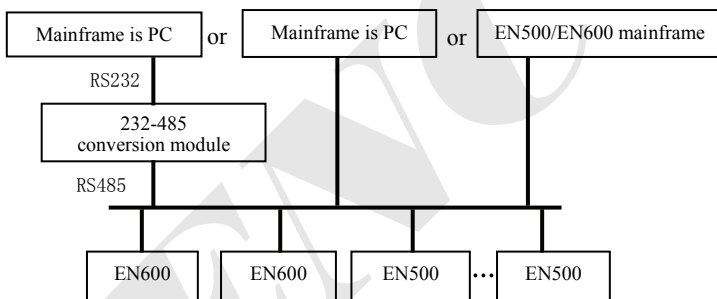 Mainframe is PC or Mainframe is PC or EN500/EN600 mainframe
RS232
232-485
conversion module
RS485
EN600 EN600 EN500 ... EN500
ENC